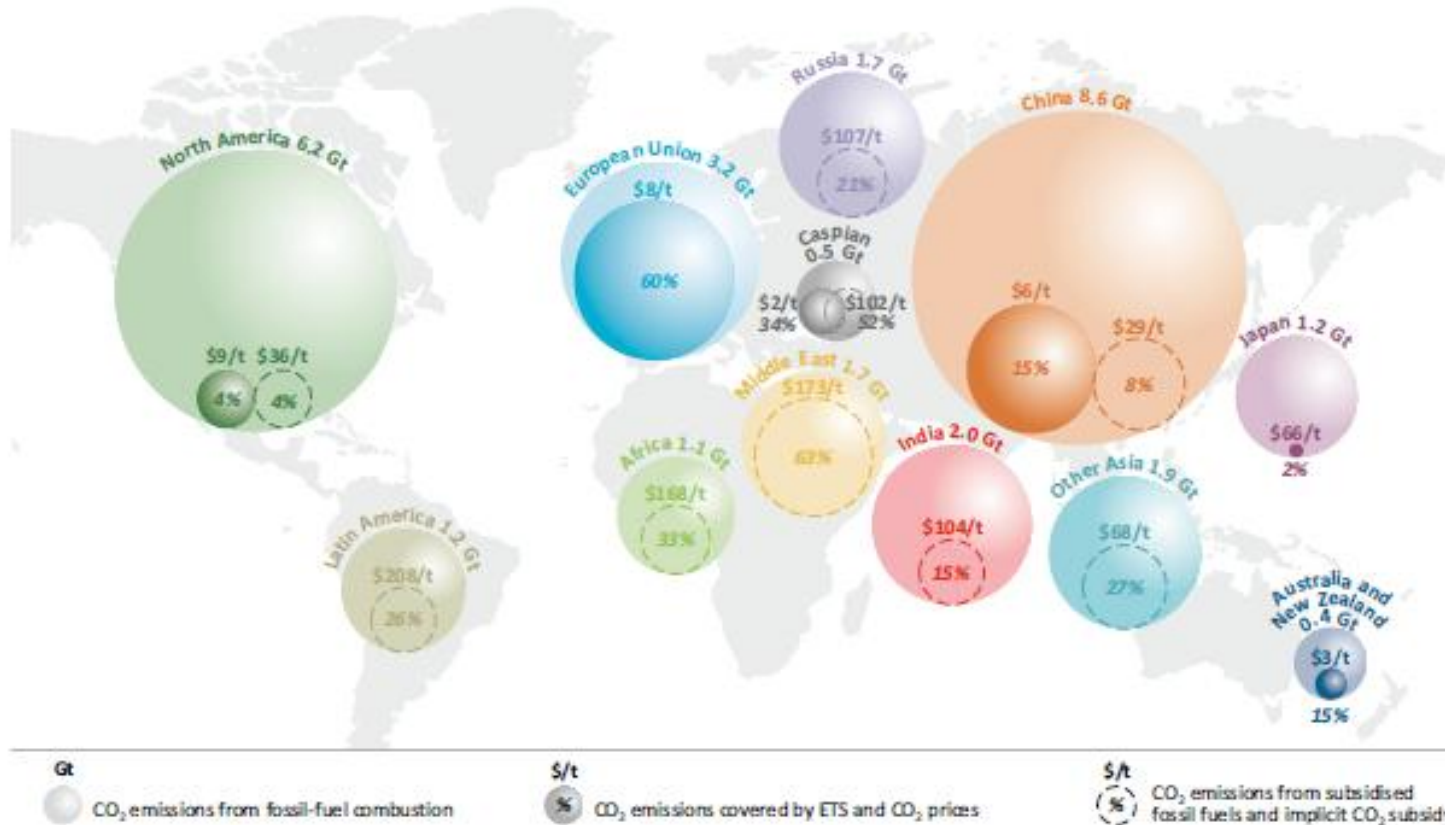 North America 6.2 Gt
$9/t $36/t
4% 4%
European Union 3.2 Gt
$8/t
60%
Russia 1.7 Gt
$107/t
21%
Caspian
0.5 Gt
$2/t $102/t
34% 52%
China 8.6 Gt
$6/t
15%
$29/t
8%
Japan 1.2 Gt
$66/t
2%
Middle East 1.7 Gt
$173/t
Africa 1.1 Gt
$168/t
33%
India 2.0 Gt
$104/t
15%
Other Asia 1.9 Gt
$68/t
27%
Latin America 1.2 Gt
$208/t
26%
Australia and
New Zealand
0.4 Gt
$3/t
15%
Gt
CO₂ emissions from fossil-fuel combustion
$/t
% CO₂ emissions covered by ETS and CO₂ prices
$/t
% CO₂ emissions from subsidised
fossil fuels and implicit CO₂ subsid